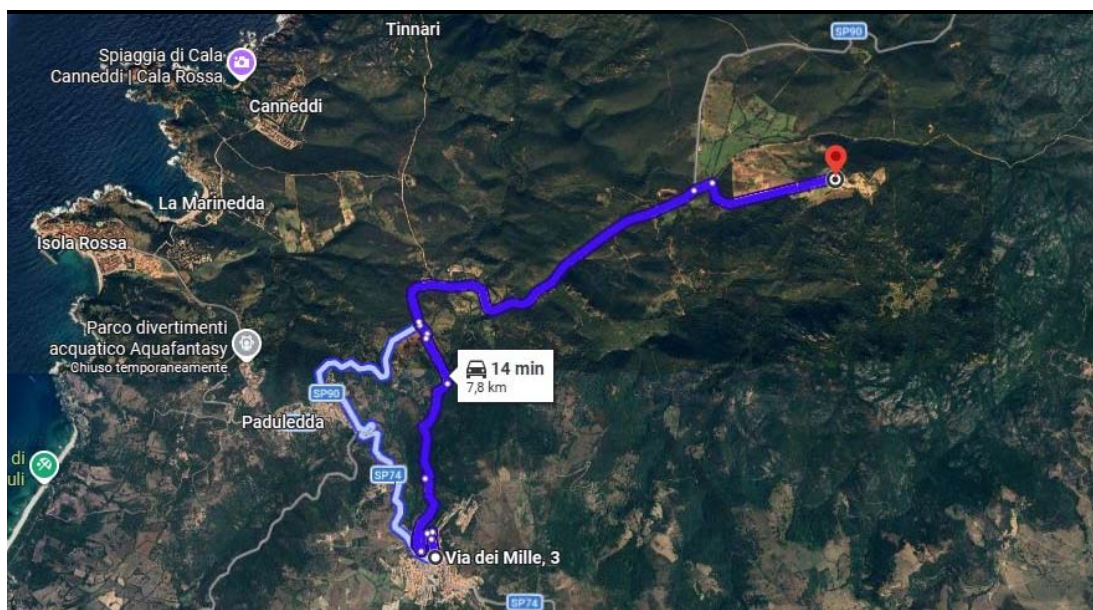 Tinnari
SP90
Spiaggia di Cala
Canneddi | Cala Rossa
Canneddi
La Marinedda
Isola Rossa
Parco divertimenti
acquatico Aquafantasy
Chiuso temporaneamente
14 min
7,8 km
SP90
Paduledda
di
uli
SP74
Via dei Mille, 3
SP74